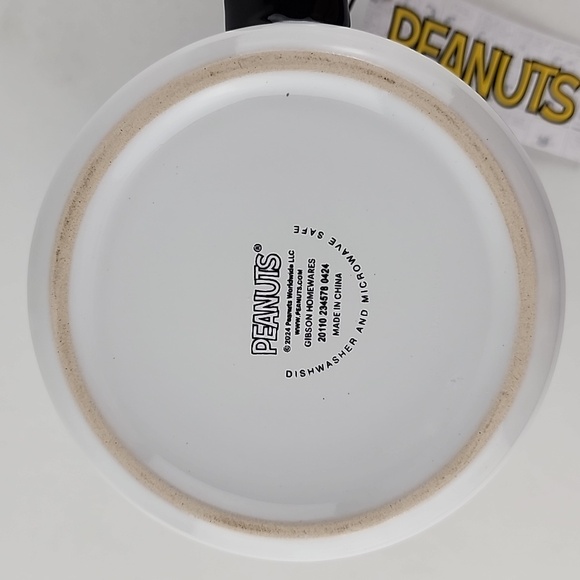 PEANUTS
PEANUTS®
© 2024 Peanuts Worldwide LLC
www.PEANUTS.COM
GIBSON HOMEWARES
20110 234578 0424
MADE IN CHINA
DISHWASHER AND MICROWAVE SAFE